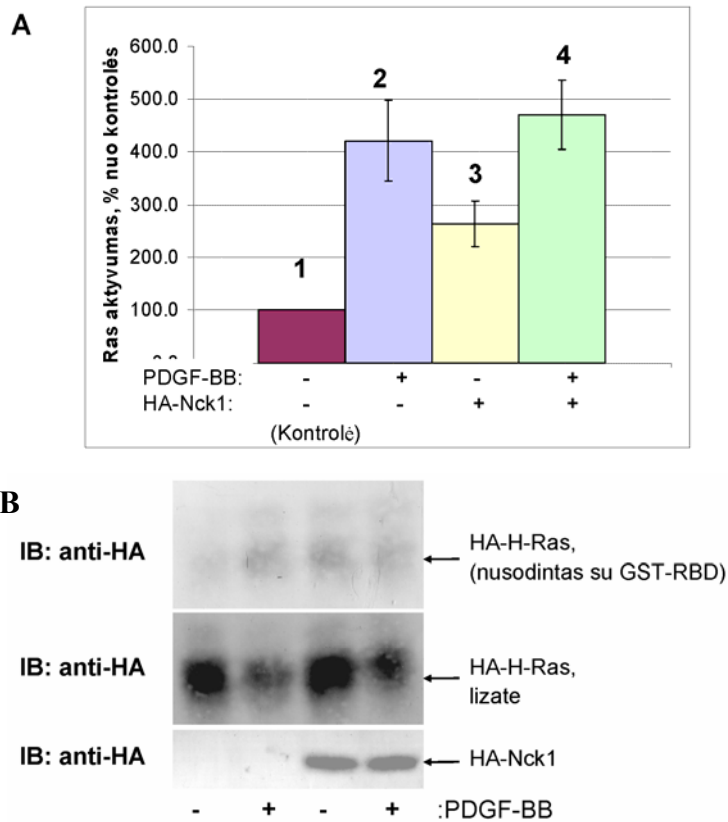 A
Ras aktyvumas, % nuo kontrolės
600.0
500.0
400.0
300.0
200.0
100.0
1
2
3
4
PDGF-BB: - + - +
HA-Nck1: - - + +
(Kontrolė)
B
IB: anti-HA
HA-H-Ras,
(nusodintas su GST-RBD)
IB: anti-HA
HA-H-Ras,
lizate
IB: anti-HA
HA-Nck1
- + - + :PDGF-BB